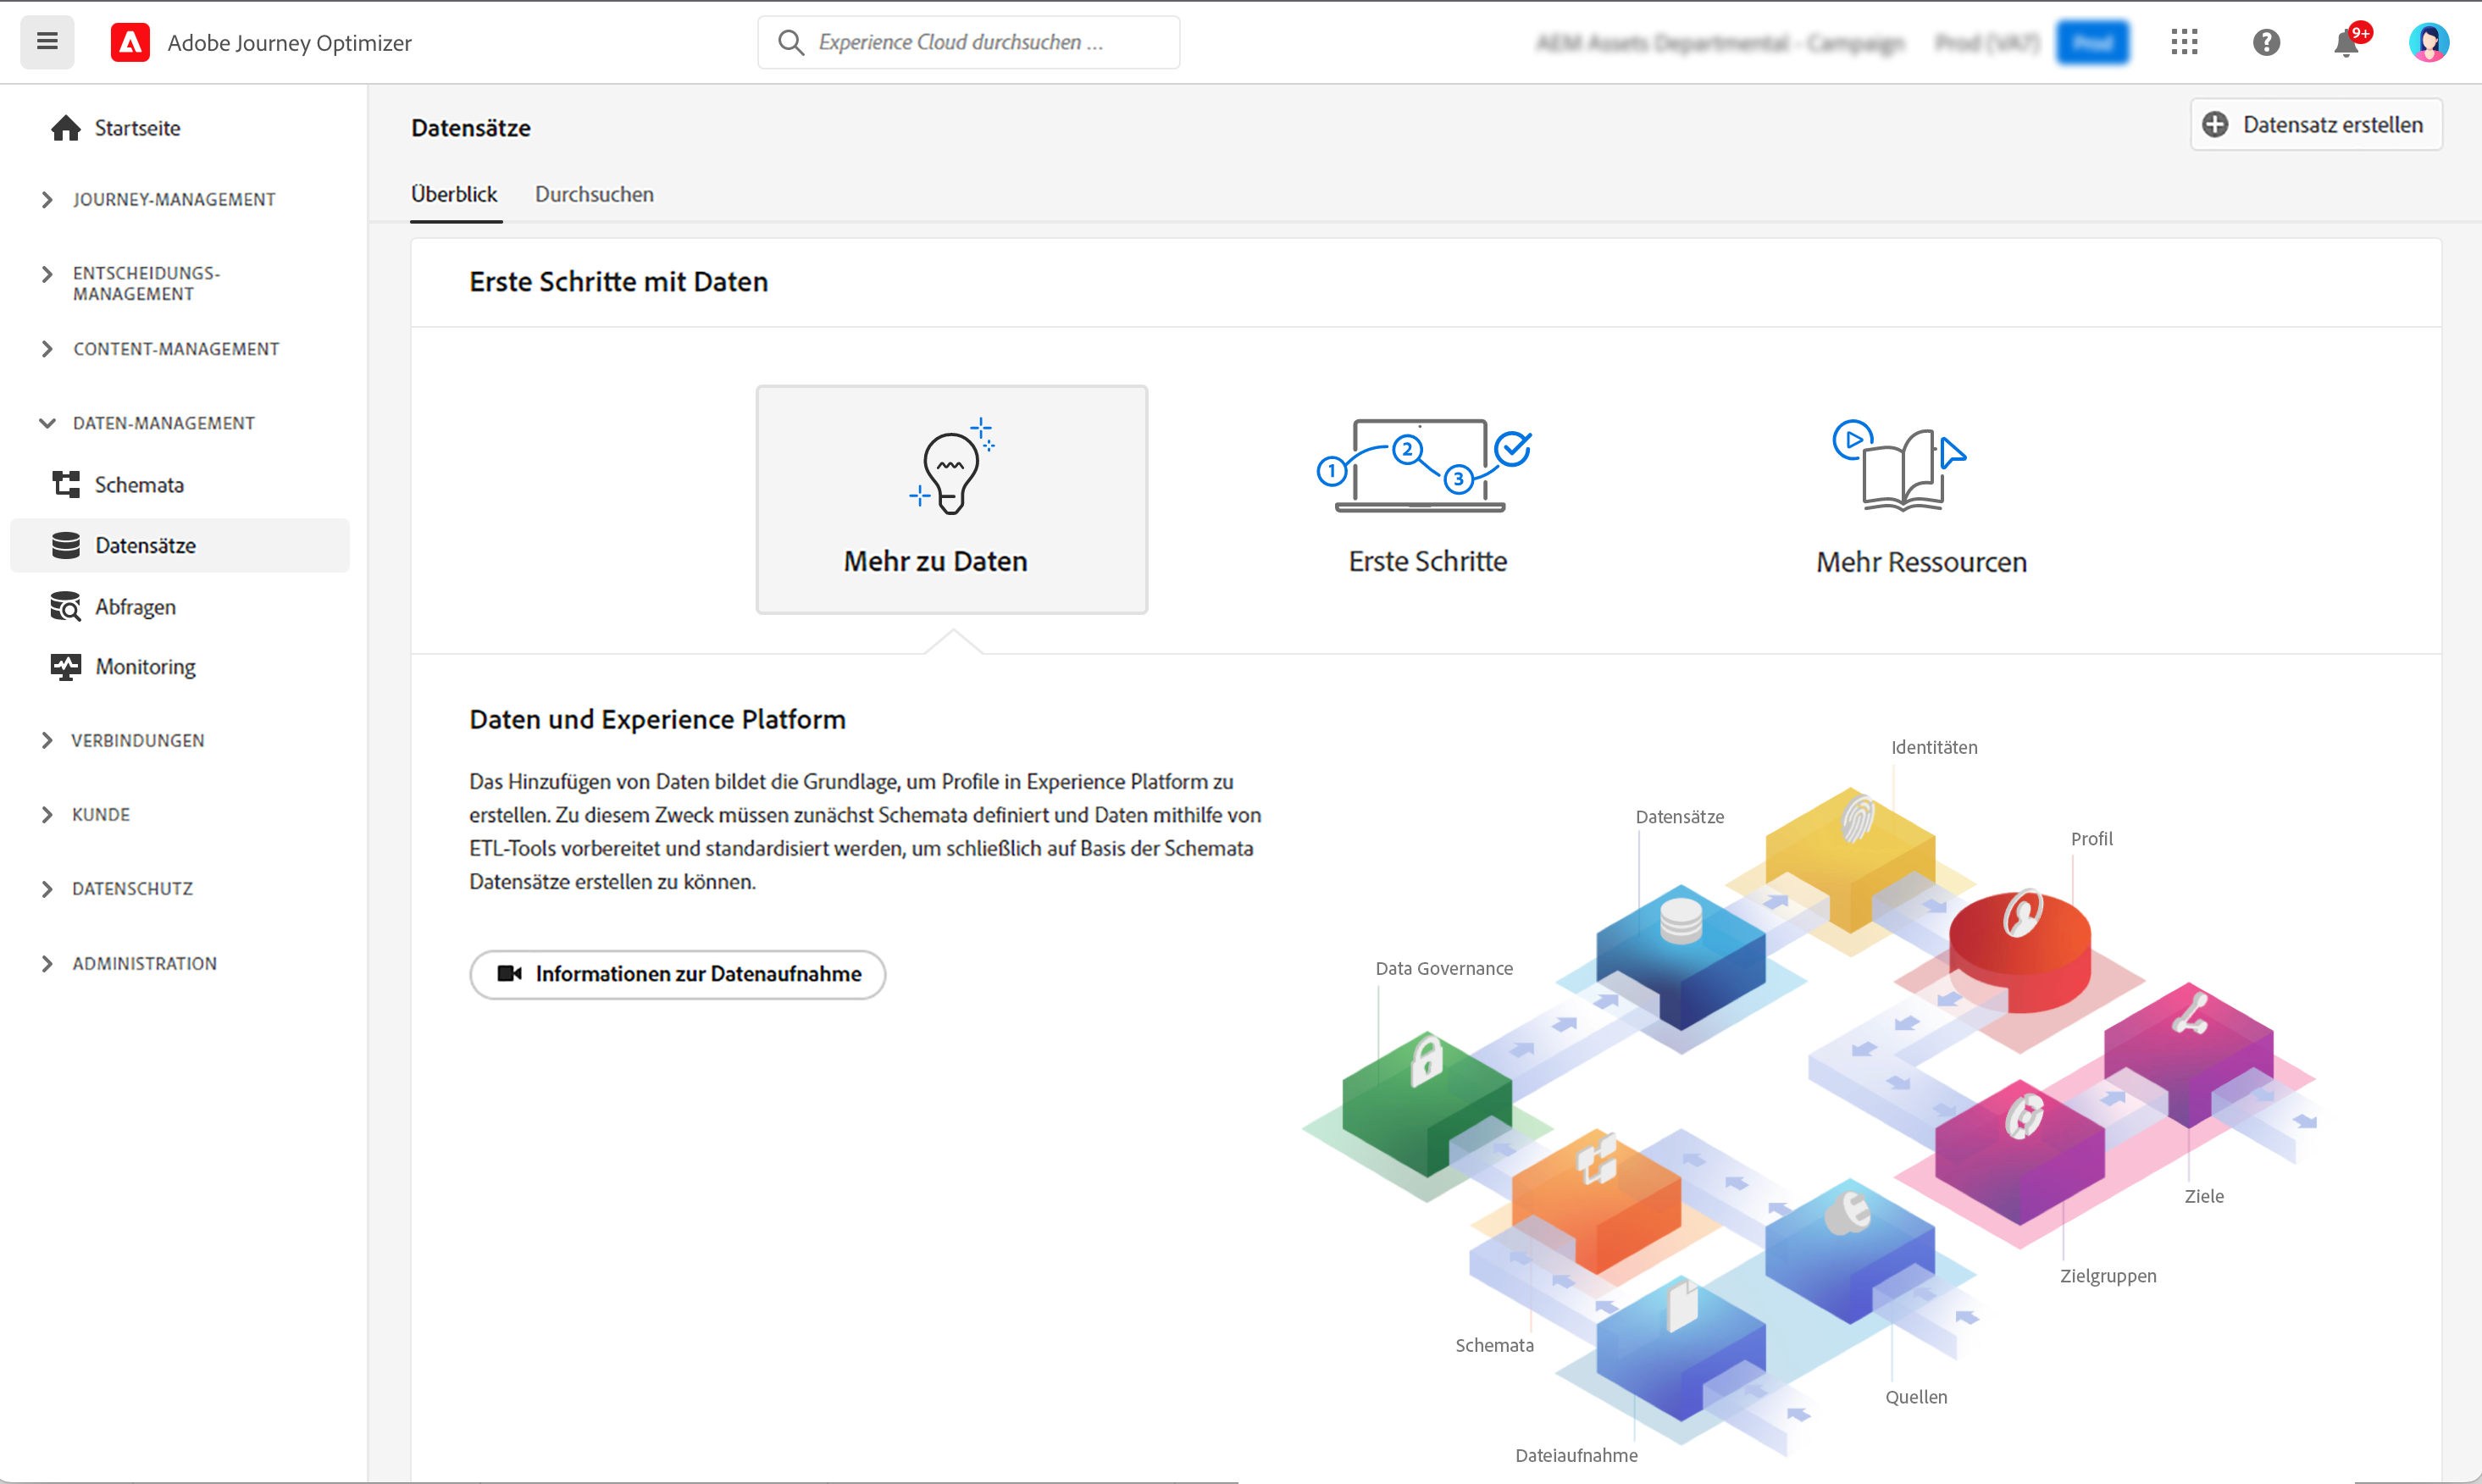 Adobe Journey Optimizer
Experience Cloud durchsuchen ...
9+
Startseite
JOURNEY-MANAGEMENT
ENTSCHEIDUNGS-
MANAGEMENT
CONTENT-MANAGEMENT
DATEN-MANAGEMENT
Schemata
Datensätze
Abfragen
Monitoring
VERBINDUNGEN
KUNDE
DATENSCHUTZ
ADMINISTRATION
Datensätze
Datensatz erstellen
Überblick
Durchsuchen
Erste Schritte mit Daten
Mehr zu Daten
1
2
3
Erste Schritte
Mehr Ressourcen
Daten und Experience Platform
Das Hinzufügen von Daten bildet die Grundlage, um Profile in Experience Platform zu
erstellen. Zu diesem Zweck müssen zunächst Schemata definiert und Daten mithilfe von
ETL-Tools vorbereitet und standardisiert werden, um schließlich auf Basis der Schemata
Datensätze erstellen zu können.
Informationen zur Datenaufnahme
Identitäten
Datensätze
Profil
Data Governance
Ziele
Zielgruppen
Schemata
Quellen
Dateiaufnahme